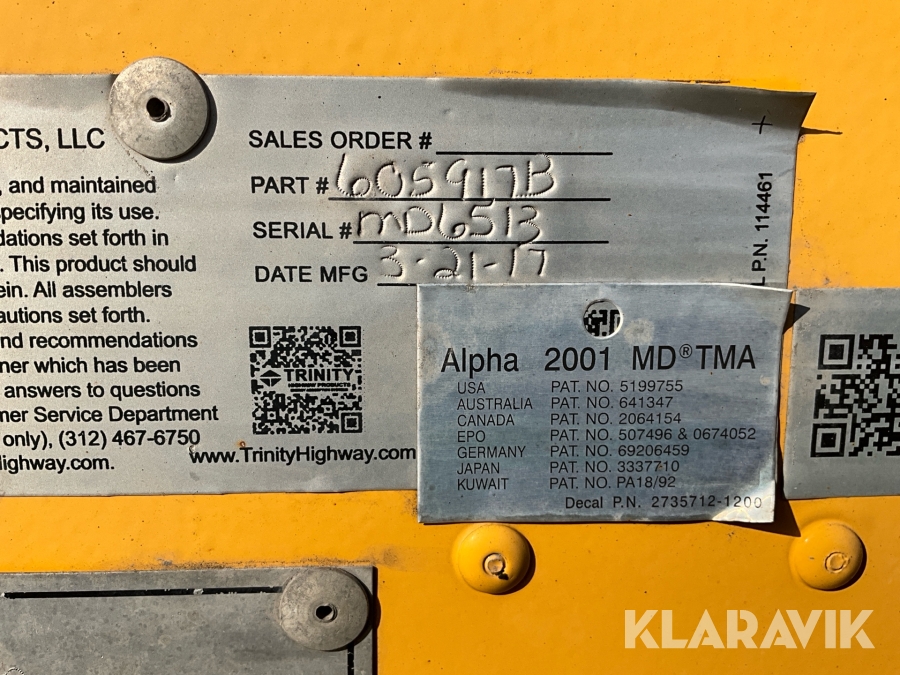 CTS, LLC
, and maintained
specifying its use.
dations set forth in
. This product should
ein. All assemblers
autions set forth.
nd recommendations
ner which has been
answers to questions
mer Service Department
only), (312) 467-6750
Highway.com.
SALES ORDER #
PART # 605917B
SERIAL # MD6513
DATE MFG 3-21-17
TRINITY
HIGHWAY PRODUCTS
www.TrinityHighway.com
L P.N. 114461
Alpha 2001 MD® TMA
USA PAT. NO. 5199755
AUSTRALIA PAT. NO. 641347
CANADA PAT. NO. 2064154
EPO PAT. NO. 507496 & 0674052
GERMANY PAT. NO. 69206459
JAPAN PAT. NO. 3337710
KUWAIT PAT. NO. PA18/92
Decal P.N. 2735712-1200
KLARAVIK